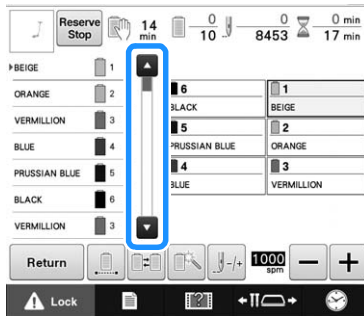 Reserve
Stop
14
min
0
10
0
8453
0 min
17 min
BEIGE 1
ORANGE 2
VERMILLION 3
BLUE 4
PRUSSIAN BLUE 5
BLACK 6
VERMILLION 3
6
BLACK
1
BEIGE
5
PRUSSIAN BLUE
2
ORANGE
4
BLUE
3
VERMILLION
Return
-/+
1000
spm
Lock